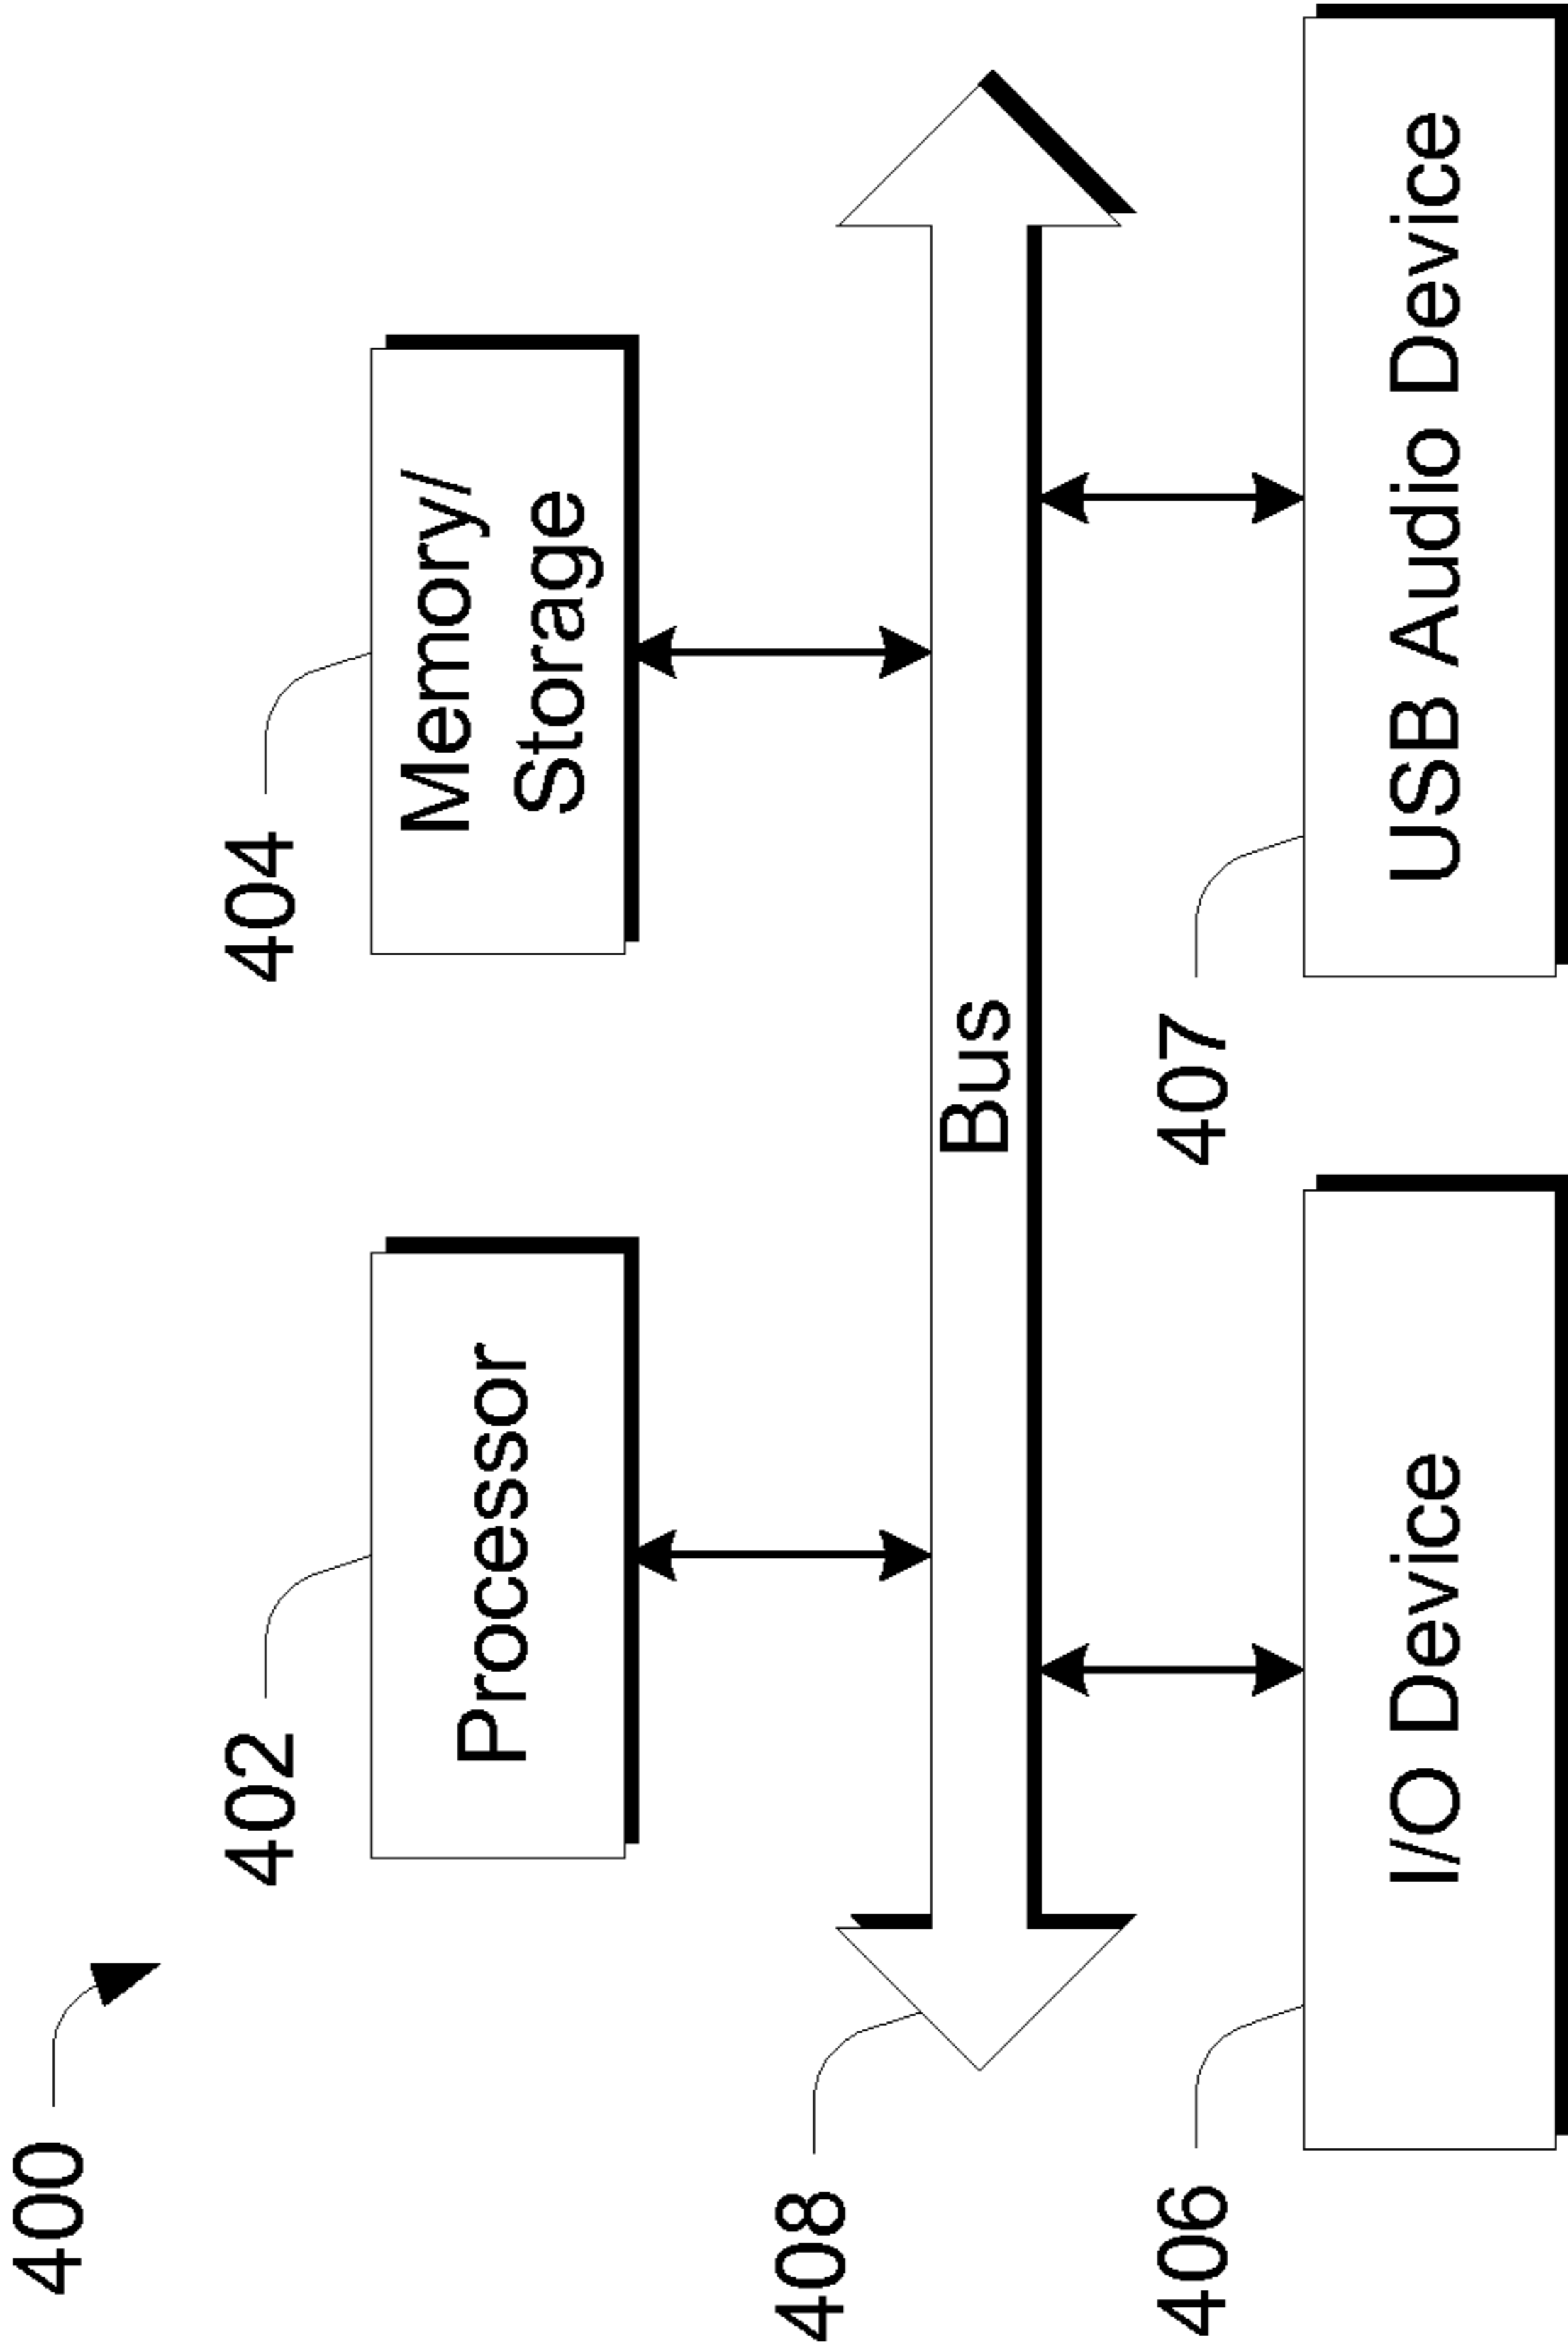 400
402
404
Processor
Memory/
Storage
408
Bus
406
407
I/O Device
USB Audio Device